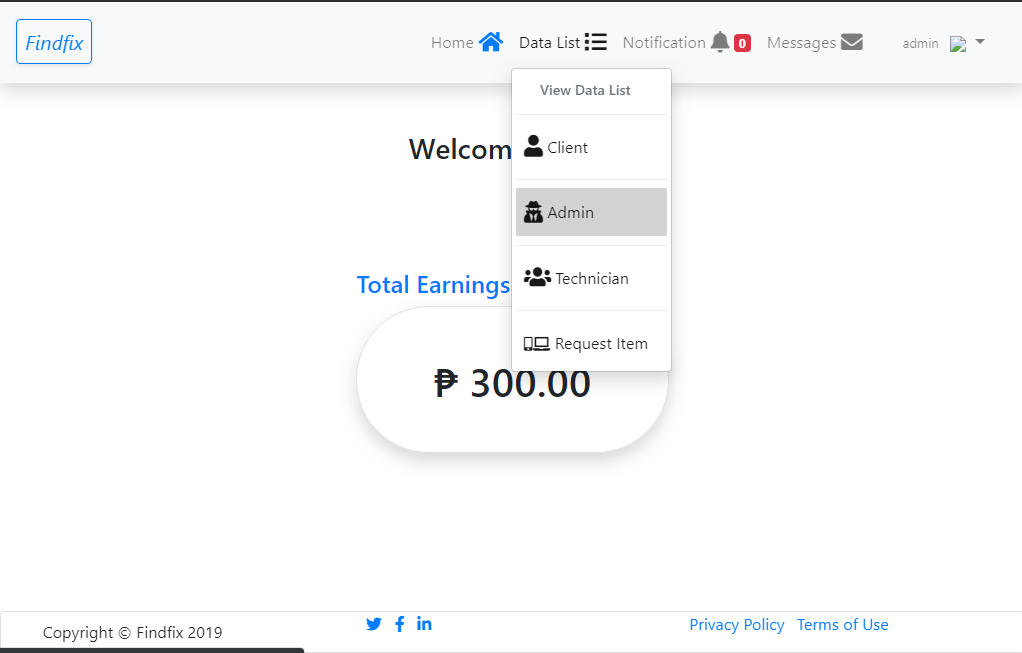 Findfix
Home Data List Notification 0 Messages admin
View Data List
Client
Admin
Technician
Request Item
Welcom
Total Earnings
₱ 300.00
Copyright © Findfix 2019
Privacy Policy Terms of Use